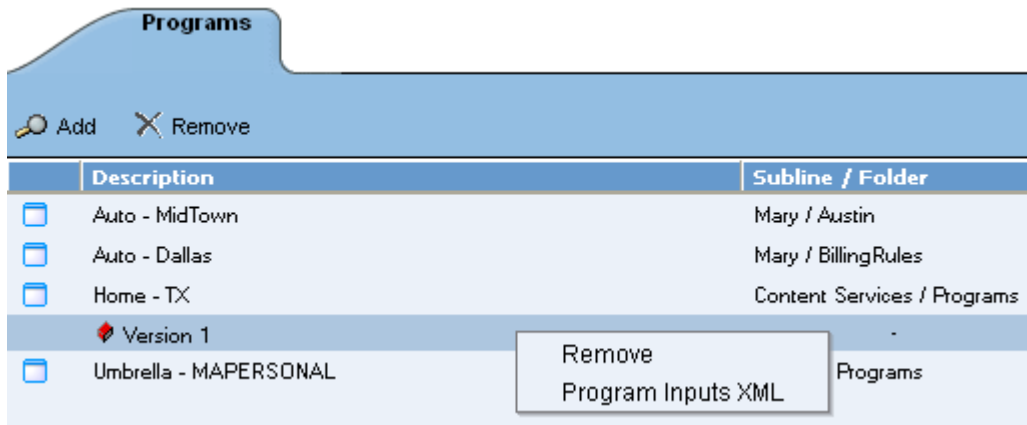 Programs
Add Remove
Description Subline / Folder
Auto - MidTown Mary / Austin
Auto - Dallas Mary / BillingRules
Home - TX Content Services / Programs
Version 1 -
Remove
Umbrella - MAPERSONAL Programs
Program Inputs XML